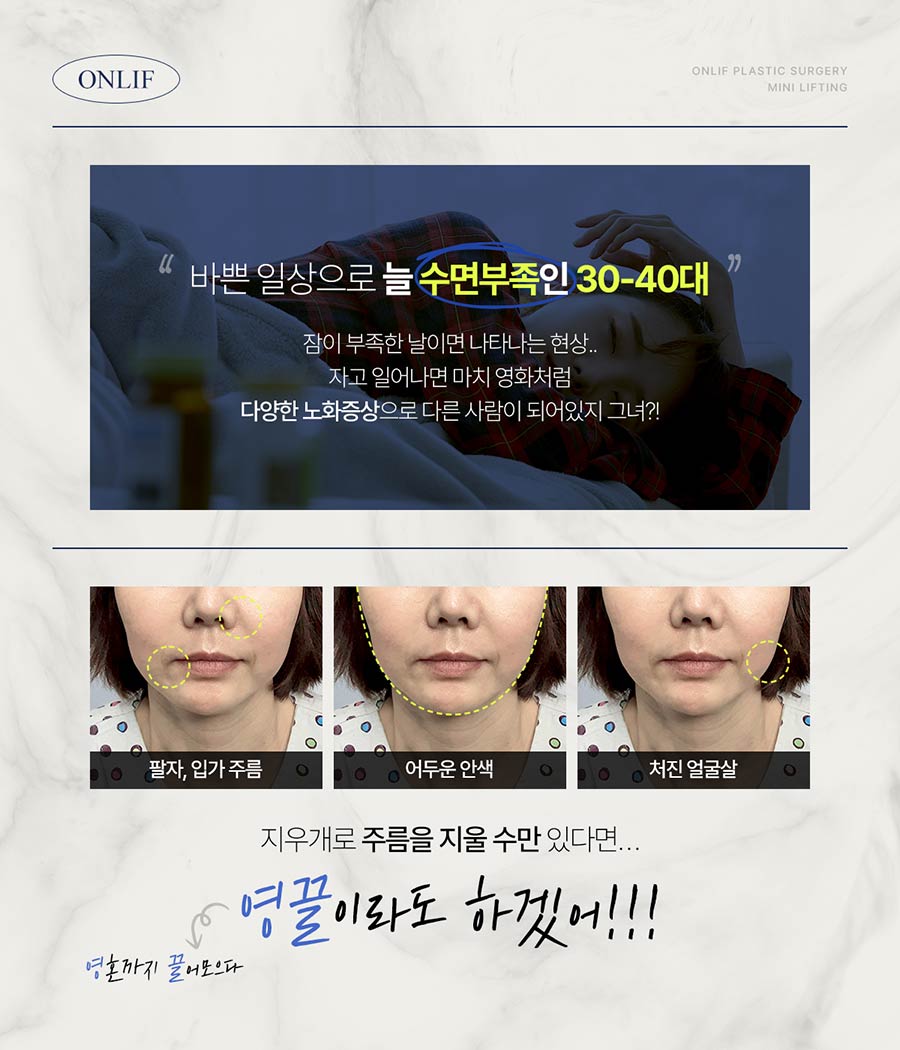 ONLIF
ONLIF PLASTIC SURGERY
MINI LIFTING
“ 바쁜 일상으로 늘 수면부족인 30-40대 ”
잠이 부족한 날이면 나타나는 현상..
자고 일어나면 마치 영화처럼
다양한 노화증상으로 다른 사람이 되어있지 그녀?!
팔자, 입가 주름
어두운 안색
처진 얼굴살
지우개로 주름을 지울 수만 있다면...
영끌이라도 하겠어!!!
영혼까지 끌어모으다